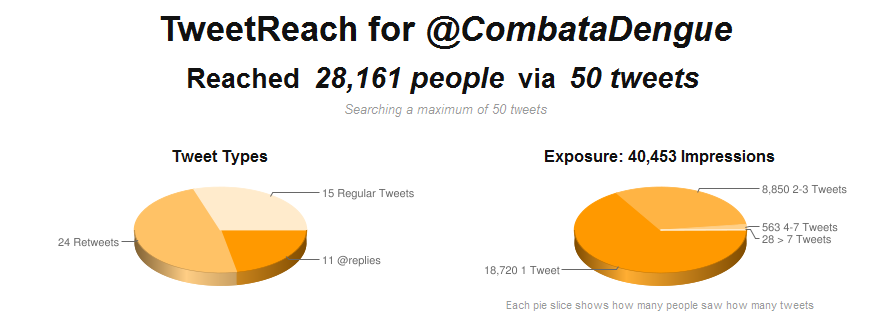 TweetReach for @CombataDengue
Reached 28,161 people via 50 tweets
Searching a maximum of 50 tweets
Tweet Types
15 Regular Tweets
24 Retweets
11 @replies
Exposure: 40,453 Impressions
8,850 2-3 Tweets
563 4-7 Tweets
28 > 7 Tweets
18,720 1 Tweet
Each pie slice shows how many people saw how many tweets